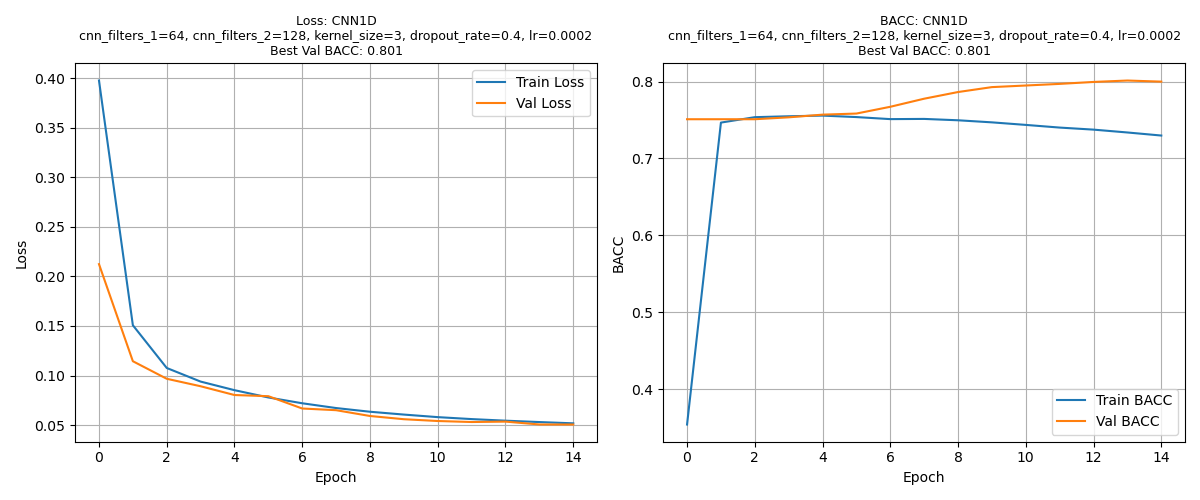 Loss: CNN1D
cnn_filters_1=64, cnn_filters_2=128, kernel_size=3, dropout_rate=0.4, lr=0.0002
Best Val BACC: 0.801
0.40
0.35
0.30
0.25
0.20
0.15
0.10
0.05
Loss
Train Loss
Val Loss
0 2 4 6 8 10 12 14
Epoch
BACC: CNN1D
cnn_filters_1=64, cnn_filters_2=128, kernel_size=3, dropout_rate=0.4, lr=0.0002
Best Val BACC: 0.801
0.8
0.7
0.6
0.5
0.4
BACC
Train BACC
Val BACC
0 2 4 6 8 10 12 14
Epoch